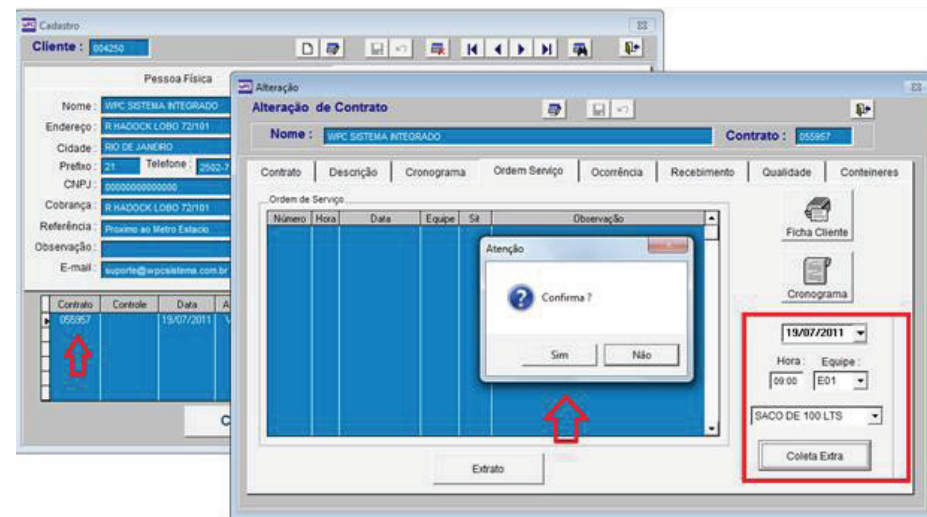 Cadastro
Cliente : 004250
Pessoa Física
Nome : WPC SISTEMA INTEGRADO
Endereço : R HADOCK LOBO 72/101
Cidade : RIO DE JANEIRO
Prefixo : 21 Telefone : 2502-7
CNPJ : 00000000000000
Cobrança : R HADOCK LOBO 72/101
Referência : Proximo ao Metro Estacio
Observação :
E-mail : suporte@wpcsistema.com.br
Contrato Controle Data A
055957 19/07/2011 V
C
Alteração
Alteração de Contrato
Nome : WPC SISTEMA INTEGRADO Contrato : 055957
Contrato Descrição Cronograma Ordem Serviço Ocorrência Recebimento Qualidade Conteineres
Ordem de Serviço
Número Hora Data Equipe Sit Observação
Atenção
Confirma ?
Sim Não
Extrato
Ficha Cliente
Cronograma
19/07/2011
Hora : Equipe :
09:00 E01
SACO DE 100 LTS
Coleta Extra